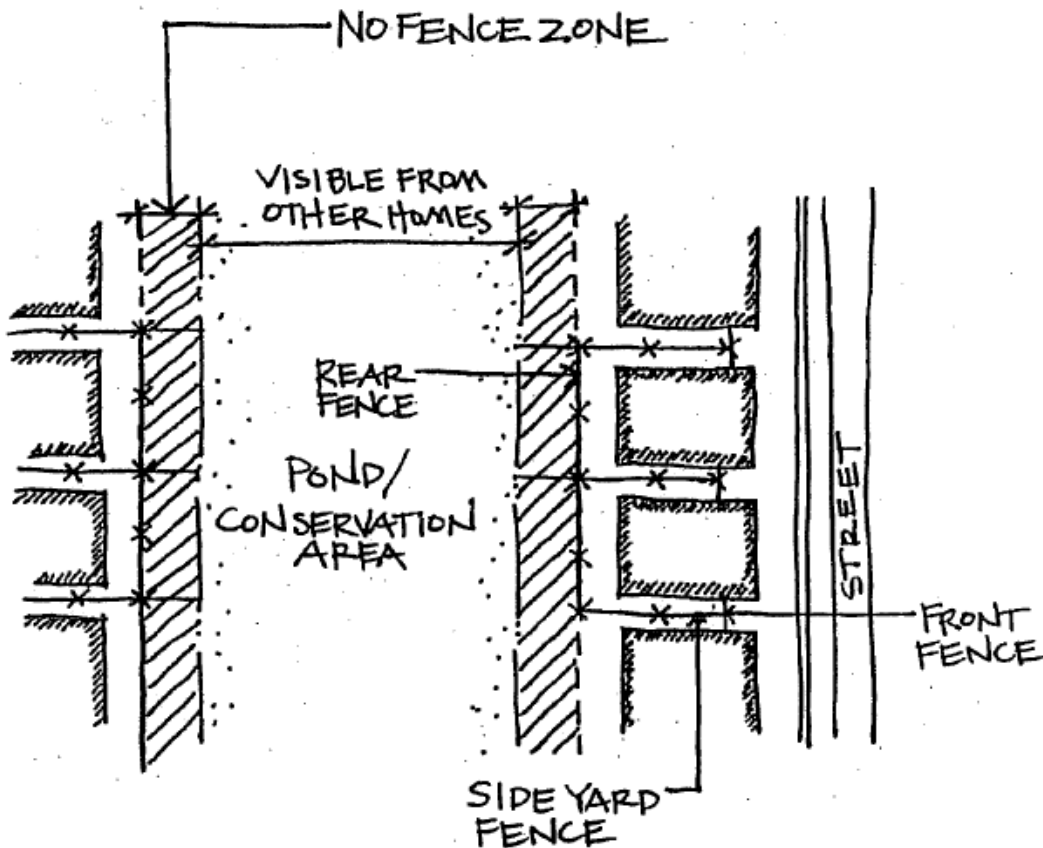 NO FENCE ZONE
VISIBLE FROM
OTHER HOMES
REAR
FENCE
POND/
CONSERVATION
AREA
STREET
FRONT
FENCE
SIDE YARD
FENCE